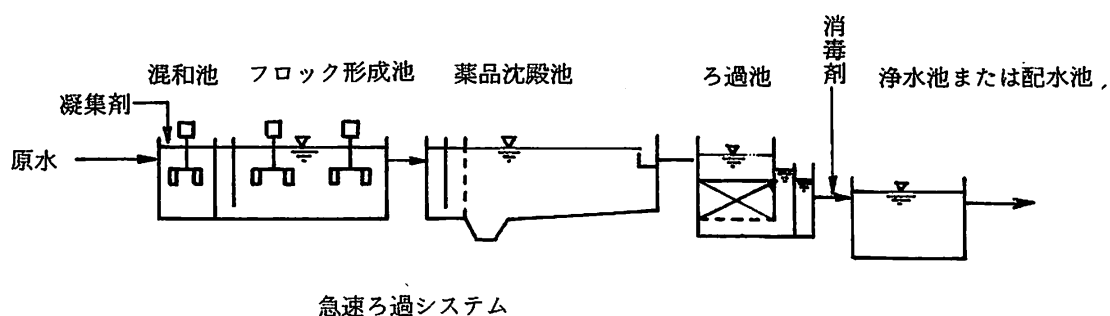 消毒剤
混和池
フロック形成池
薬品沈殿池
ろ過池
浄水池または配水池
凝集剤
原水
急速ろ過システム